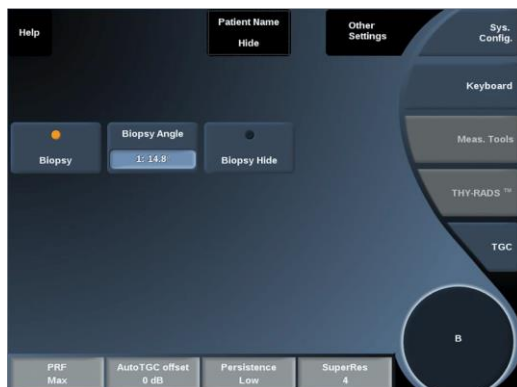 Help
Patient Name
Hide
Other
Settings
Sys.
Config.
Keyboard
Biopsy
Biopsy Angle
1: 14.8
Biopsy Hide
Meas. Tools
THY-RADS ™
TGC
B
PRF
Max
AutoTGC offset
0 dB
Persistence
Low
SuperRes
4